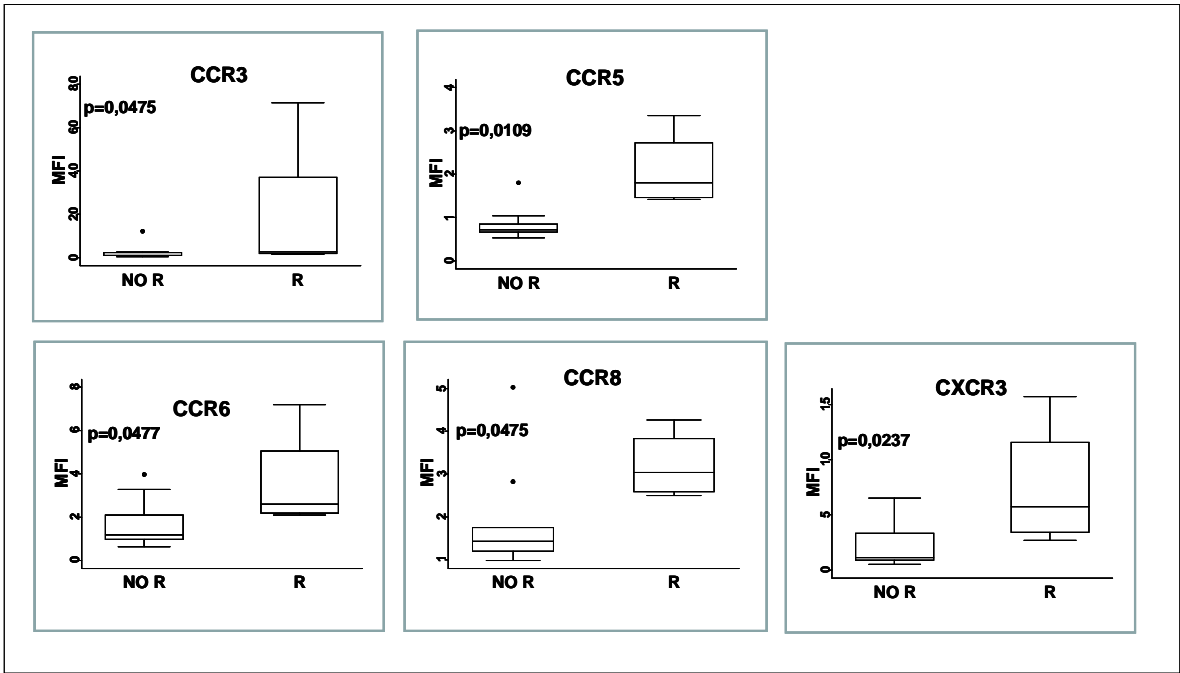 CCR3
p=0,0475
MFI
80
60
40
20
0
NO R R
CCR5
p=0,0109
MFI
4
3
2
1
0
NO R R
CCR6
p=0,0477
MFI
8
6
4
2
0
NO R R
CCR8
p=0,0475
MFI
5
4
3
2
1
NO R R
CXCR3
p=0,0237
MFI
15
10
5
0
NO R R